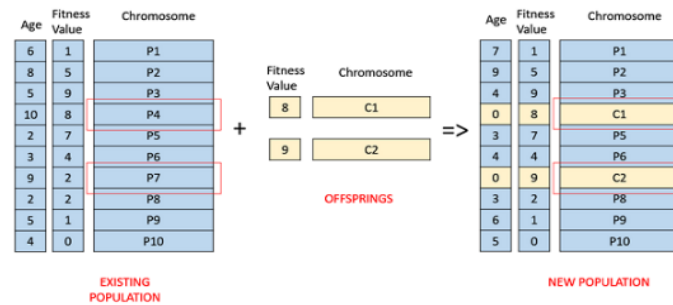 Age Fitness Value Chromosome
6 1 P1
8 5 P2
5 9 P3
10 8 P4
2 7 P5
3 4 P6
9 2 P7
2 2 P8
5 1 P9
4 0 P10
EXISTING
POPULATION
+
Fitness Value Chromosome
8 C1
9 C2
OFFSPRINGS
=>
Age Fitness Value Chromosome
7 1 P1
9 5 P2
4 9 P3
0 8 C1
3 7 P5
4 4 P6
0 9 C2
3 2 P8
6 1 P9
5 0 P10
NEW POPULATION